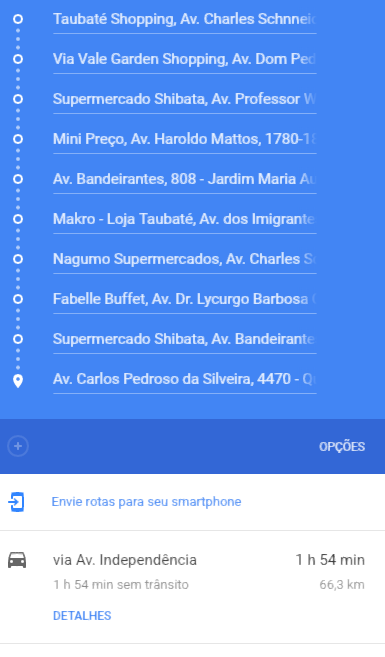 Taubaté Shopping, Av. Charles Schnnei
Via Vale Garden Shopping, Av. Dom Ped
Supermercado Shibata, Av. Professor W
Mini Preço, Av. Haroldo Mattos, 1780-18
Av. Bandeirantes, 808 - Jardim Maria Au
Makro - Loja Taubaté, Av. dos Imigrante
Nagumo Supermercados, Av. Charles Sc
Fabelle Buffet, Av. Dr. Lycurgo Barbosa
Supermercado Shibata, Av. Bandeirante
Av. Carlos Pedroso da Silveira, 4470 - Qu
OPÇÕES
Envie rotas para seu smartphone
via Av. Independência 1 h 54 min
1 h 54 min sem trânsito 66,3 km
DETALHES